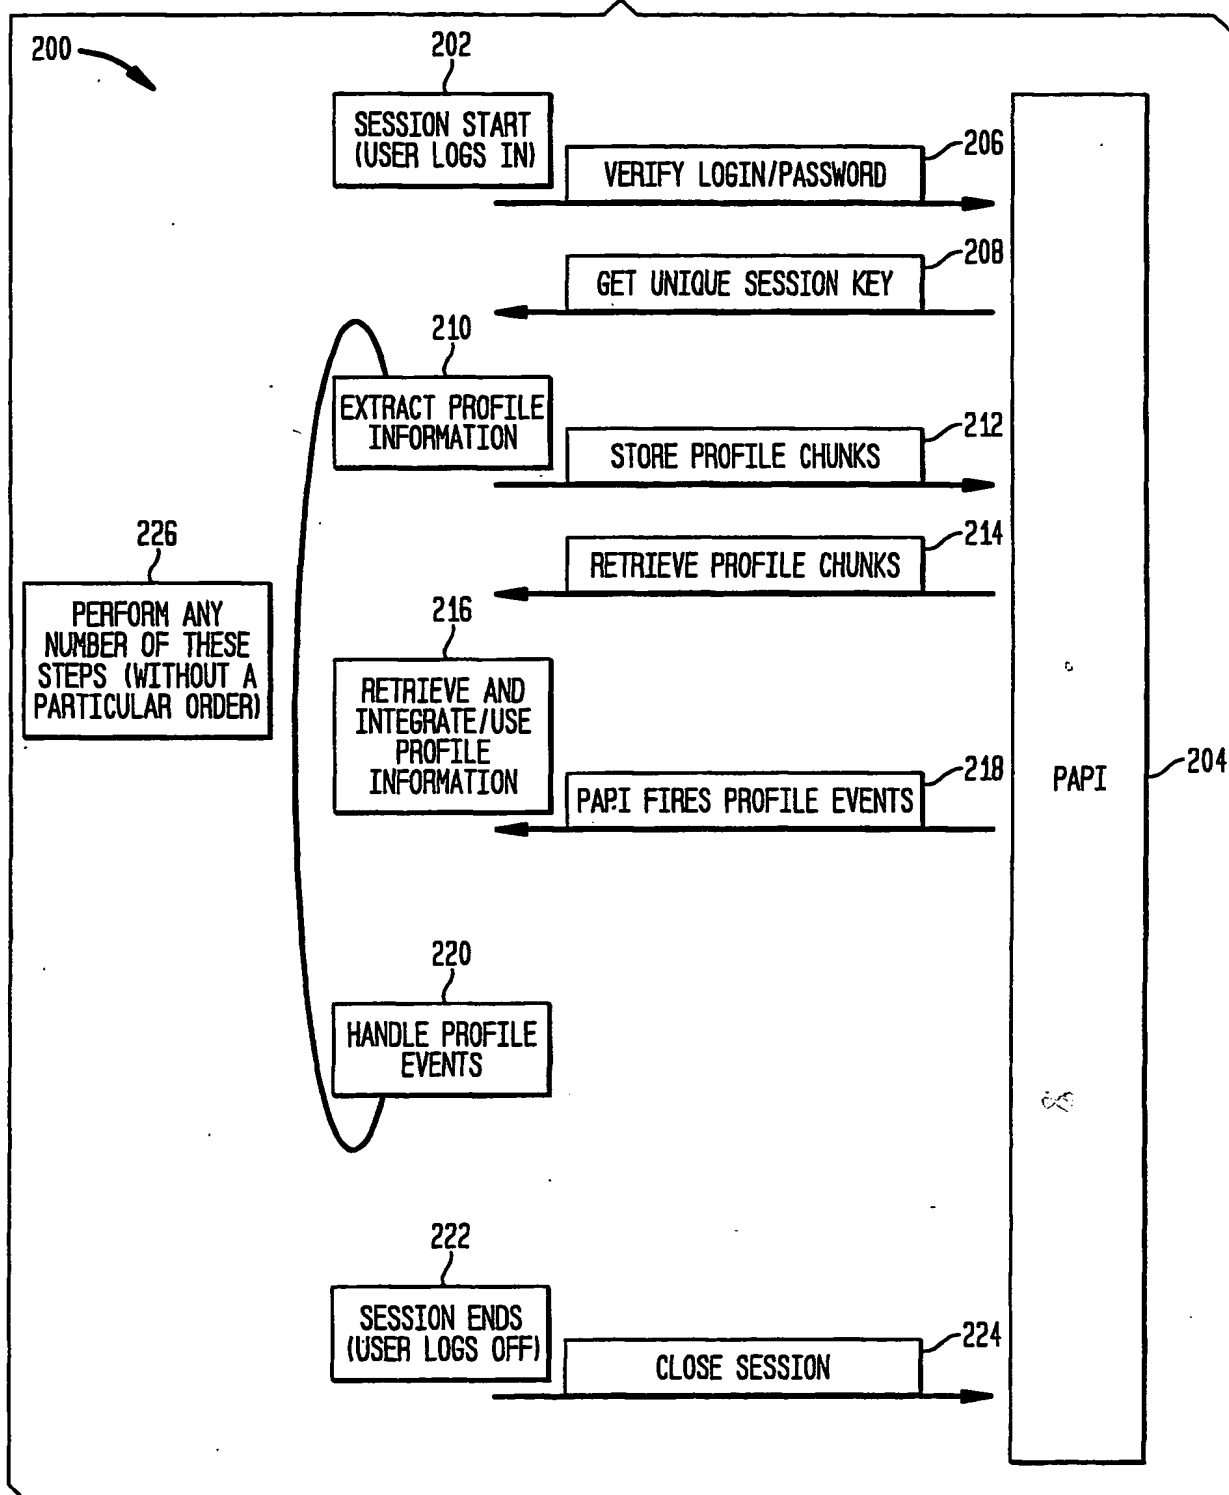 200
202
SESSION START
(USER LOGS IN)
206
VERIFY LOGIN/PASSWORD
208
GET UNIQUE SESSION KEY
210
EXTRACT PROFILE
INFORMATION
212
STORE PROFILE CHUNKS
214
RETRIEVE PROFILE CHUNKS
226
PERFORM ANY
NUMBER OF THESE
STEPS (WITHOUT A
PARTICULAR ORDER)
216
RETRIEVE AND
INTEGRATE/USE
PROFILE
INFORMATION
218
PAPI FIRES PROFILE EVENTS
PAPI
204
220
HANDLE PROFILE
EVENTS
222
SESSION ENDS
(USER LOGS OFF)
224
CLOSE SESSION